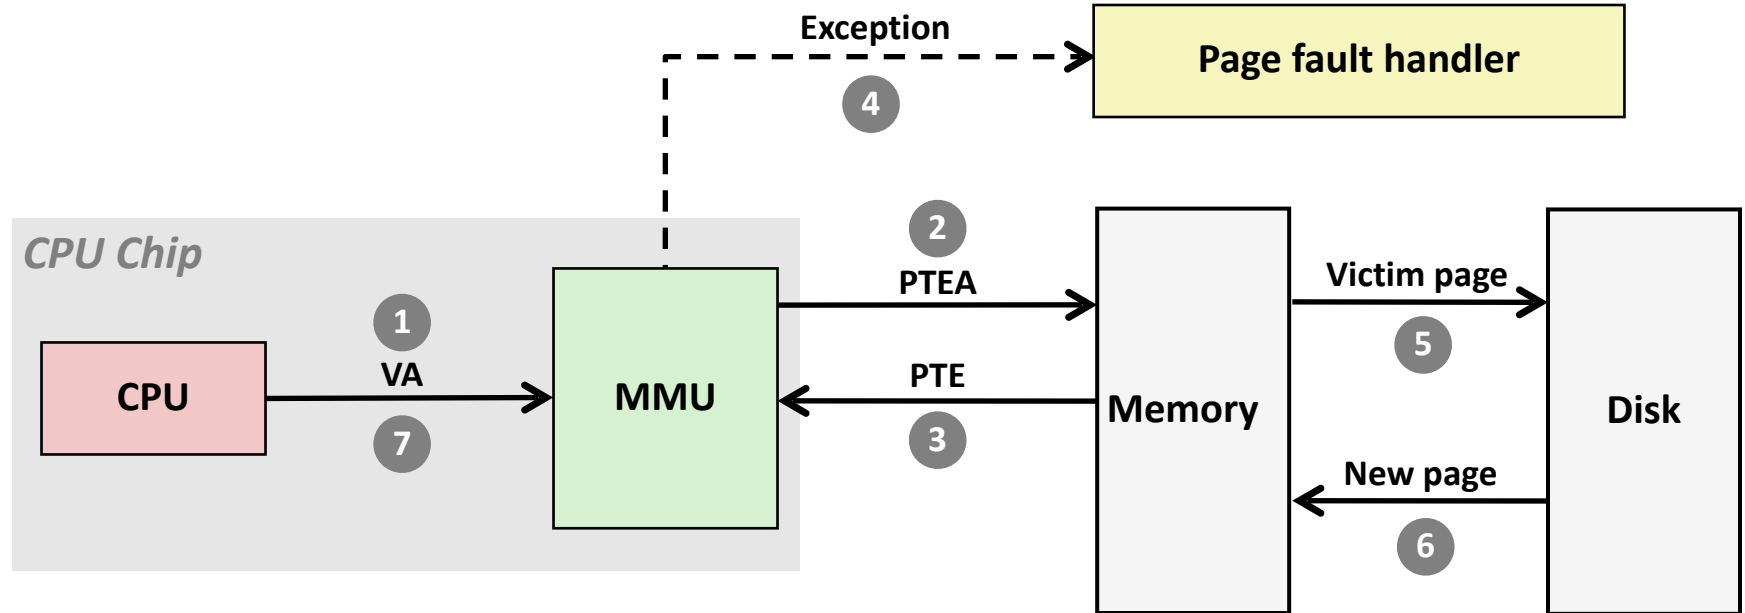 Exception
Page fault handler
4
2
CPU Chip
PTEA
Victim page
1
5
VA
PTE
CPU
MMU
Memory
Disk
7
3
New page
6